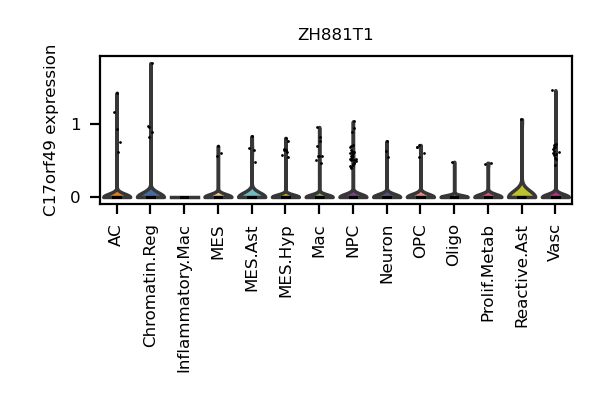 ZH881T1
C17orf49 expression
1
0
AC
Chromatin.Reg
Inflammatory.Mac
MES
MES.Ast
MES.Hyp
Mac
NPC
Neuron
OPC
Oligo
Prolif.Metab
Reactive.Ast
Vasc